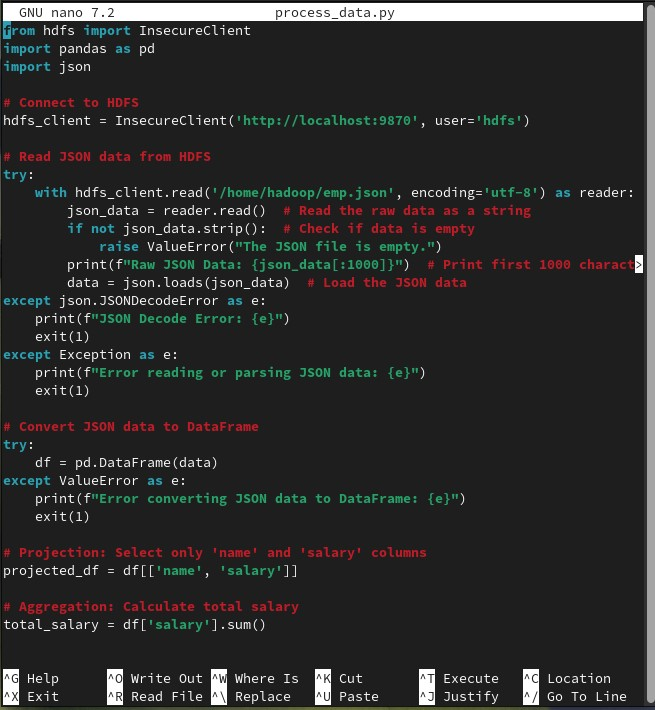 GNU nano 7.2 process_data.py
from hdfs import InsecureClient
import pandas as pd
import json
# Connect to HDFS
hdfs_client = InsecureClient('http://localhost:9870', user='hdfs')
# Read JSON data from HDFS
try:
    with hdfs_client.read('/home/hadoop/emp.json', encoding='utf-8') as reader:
        json_data = reader.read()  # Read the raw data as a string
        if not json_data.strip():  # Check if data is empty
            raise ValueError("The JSON file is empty.")
        print(f"Raw JSON Data: {json_data[:1000]}")  # Print first 1000 charact>
        data = json.loads(json_data)  # Load the JSON data
except json.JSONDecodeError as e:
    print(f"JSON Decode Error: {e}")
    exit(1)
except Exception as e:
    print(f"Error reading or parsing JSON data: {e}")
    exit(1)
# Convert JSON data to DataFrame
try:
    df = pd.DataFrame(data)
except ValueError as e:
    print(f"Error converting JSON data to DataFrame: {e}")
    exit(1)
# Projection: Select only 'name' and 'salary' columns
projected_df = df[['name', 'salary']]
# Aggregation: Calculate total salary
total_salary = df['salary'].sum()
^G Help ^O Write Out ^W Where Is ^K Cut ^T Execute ^C Location
^X Exit ^R Read File ^\ Replace ^U Paste ^J Justify ^/ Go To Line